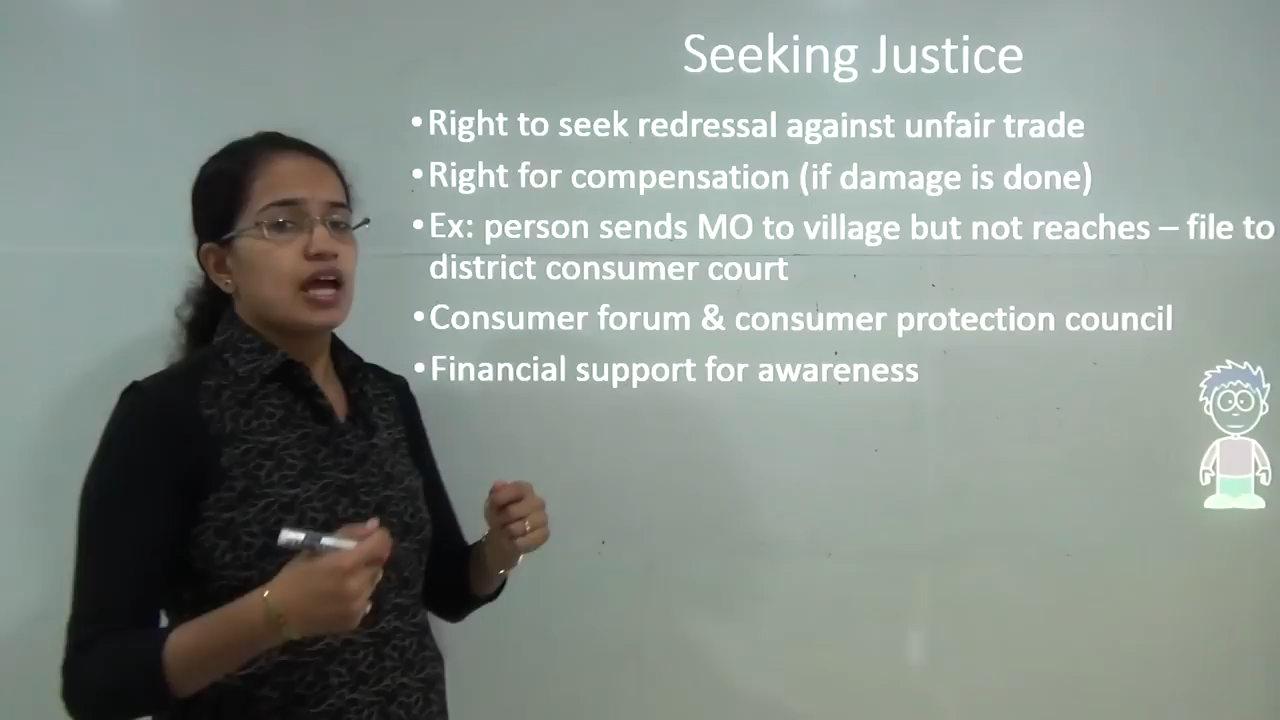 Seeking Justice
•Right to seek redressal against unfair trade
•Right for compensation (if damage is done)
•Ex: person sends MO to village but not reaches – file to
district consumer court
•Consumer forum & consumer protection council
•Financial support for awareness